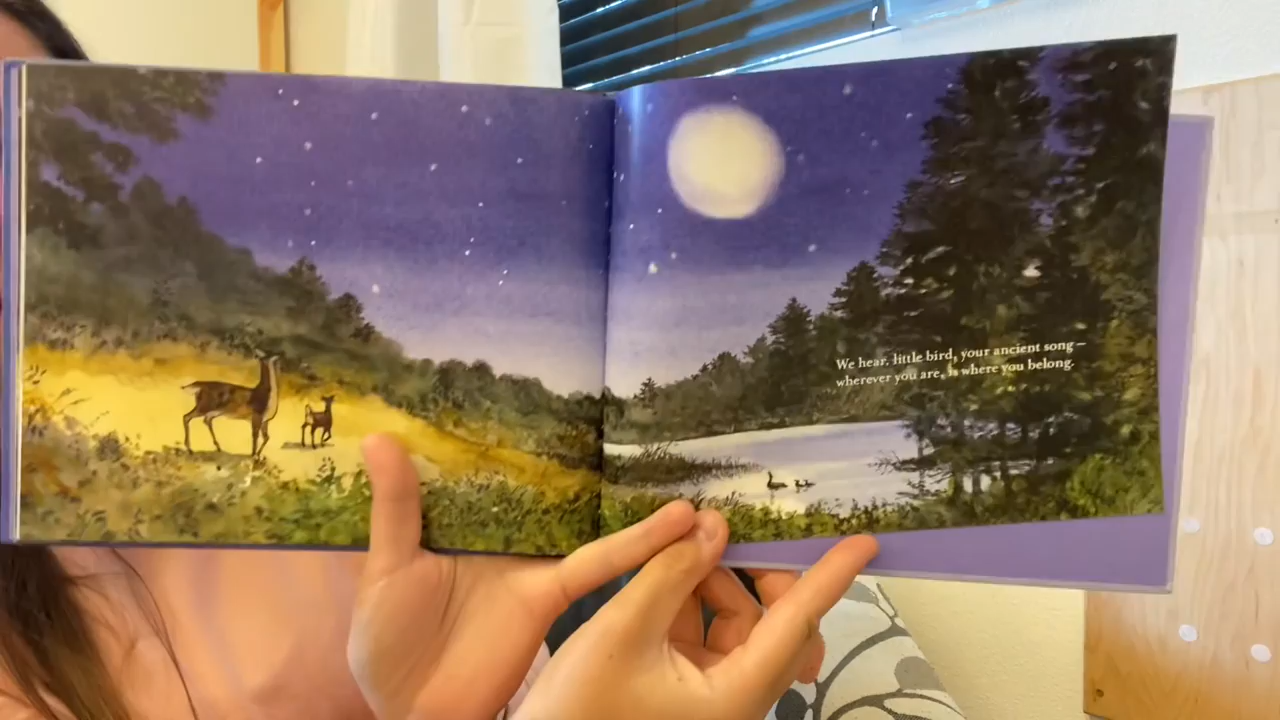 We hear, little bird, your ancient song—
wherever you are, is where you belong.